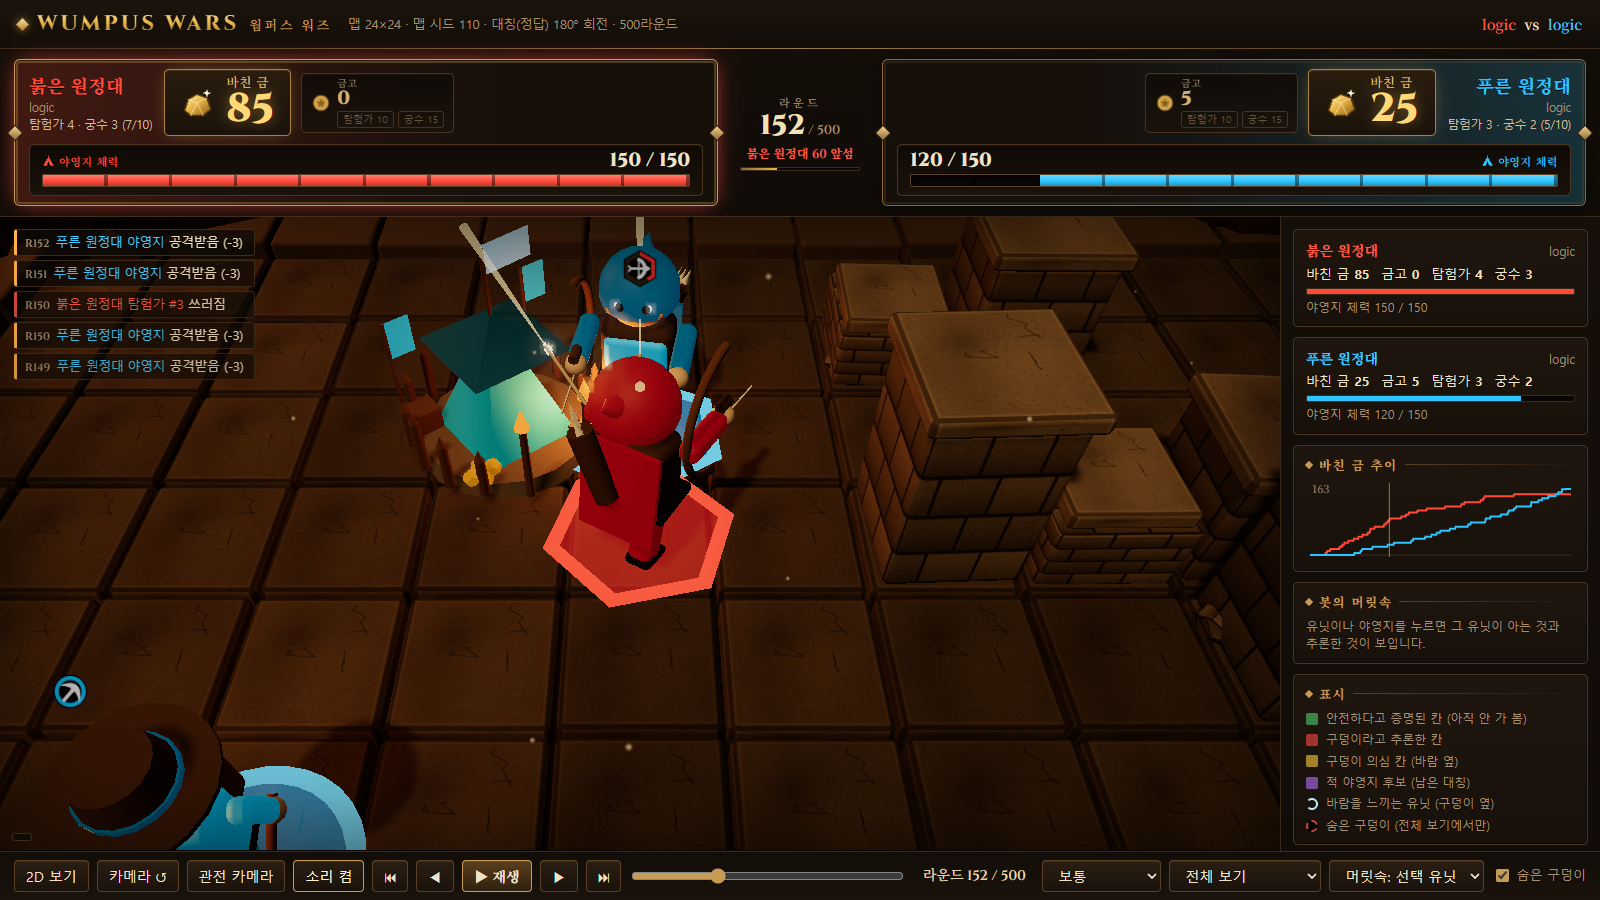 WUMPUS WARS 웜퍼스 워즈 맵 24×24 · 맵 시드 110 · 대칭(정답) 180° 회전 · 500라운드
logic vs logic
붉은 원정대
logic
탐험가 4 · 궁수 3 (7/10)
바친 금
85
금고
0
탐험가 10 궁수 15
야영지 체력 150 / 150
라운드
152 / 500
붉은 원정대 60 앞섬
금고
5
탐험가 10 궁수 15
바친 금
25
푸른 원정대
logic
탐험가 3 · 궁수 2 (5/10)
120 / 150 야영지 체력
R152 푸른 원정대 야영지 공격받음 (-3)
R151 푸른 원정대 야영지 공격받음 (-3)
R150 붉은 원정대 탐험가 #3 쓰러짐
R150 푸른 원정대 야영지 공격받음 (-3)
R149 푸른 원정대 야영지 공격받음 (-3)
붉은 원정대 logic
바친 금 85 금고 0 탐험가 4 궁수 3
야영지 체력 150 / 150
푸른 원정대 logic
바친 금 25 금고 5 탐험가 3 궁수 2
야영지 체력 120 / 150
바친 금 추이
163
봇의 머릿속
유닛이나 야영지를 누르면 그 유닛이 아는 것과
추론한 것이 보입니다.
표시
안전하다고 증명된 칸 (아직 안 가 봄)
구덩이라고 추론한 칸
구덩이 의심 칸 (바람 옆)
적 야영지 후보 (남은 대칭)
바람을 느끼는 유닛 (구덩이 옆)
숨은 구덩이 (전체 보기에서만)
2D 보기 카메라 ↺ 관전 카메라 소리 켬 ⏮ ◀ ▶ 재생 ▶ ⏭ 라운드 152 / 500 보통 전체 보기 머릿속: 선택 유닛 숨은 구덩이